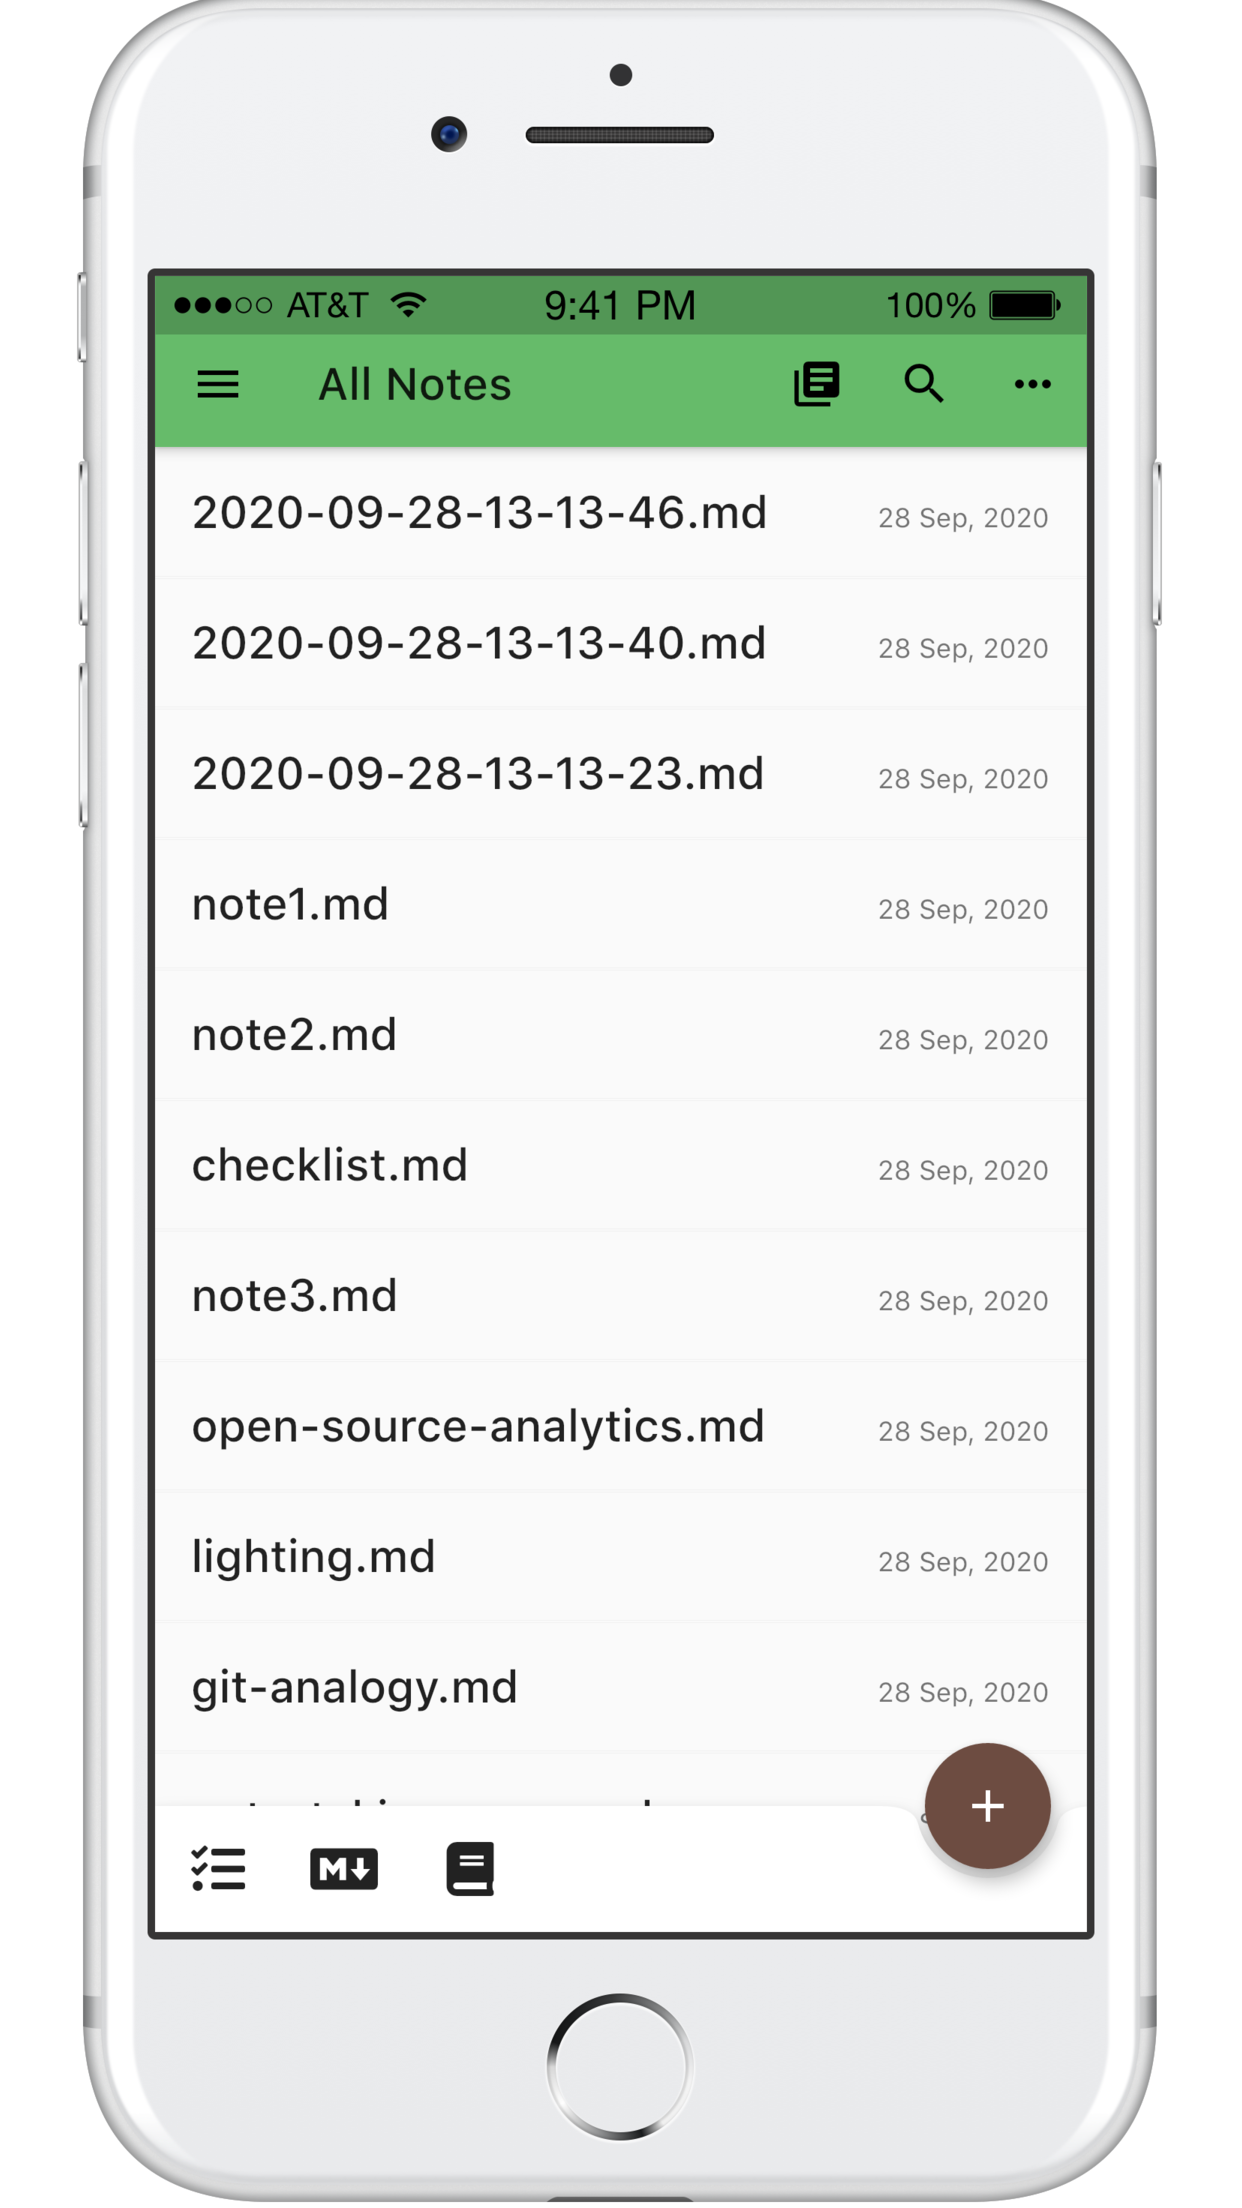 AT&T 9:41 PM 100%
All Notes
2020-09-28-13-13-46.md 28 Sep, 2020
2020-09-28-13-13-40.md 28 Sep, 2020
2020-09-28-13-13-23.md 28 Sep, 2020
note1.md 28 Sep, 2020
note2.md 28 Sep, 2020
checklist.md 28 Sep, 2020
note3.md 28 Sep, 2020
open-source-analytics.md 28 Sep, 2020
lighting.md 28 Sep, 2020
git-analogy.md 28 Sep, 2020
M